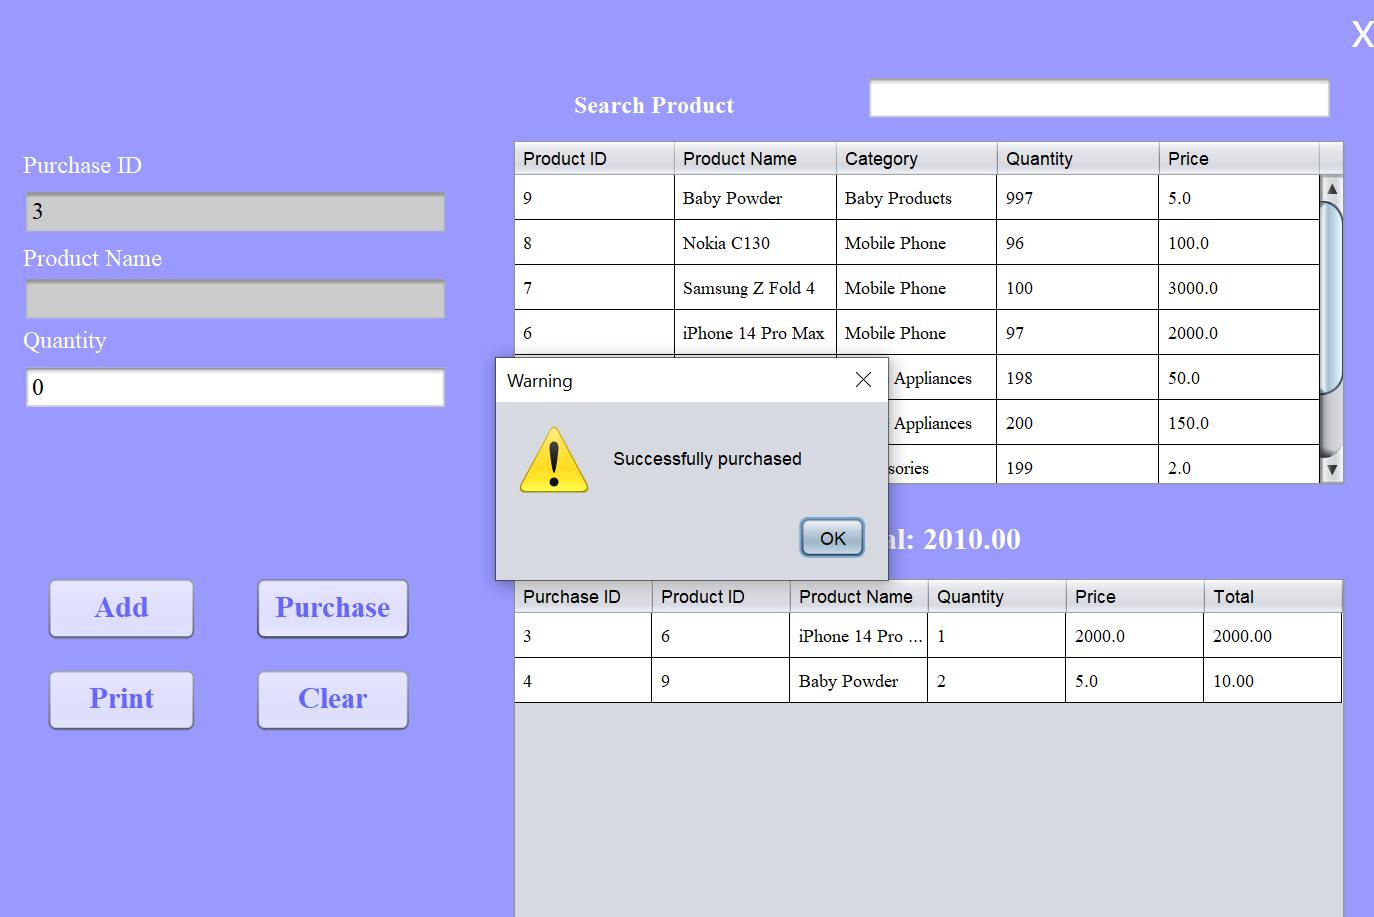 X
Search Product
Purchase ID
3
Product Name
Quantity
0
Add Purchase
Print Clear
Product ID Product Name Category Quantity Price
9 Baby Powder Baby Products 997 5.0
8 Nokia C130 Mobile Phone 96 100.0
7 Samsung Z Fold 4 Mobile Phone 100 3000.0
6 iPhone 14 Pro Max Mobile Phone 97 2000.0
Appliances 198 50.0
Appliances 200 150.0
199 2.0
Warning
Successfully purchased
OK
2010.00
Purchase ID Product ID Product Name Quantity Price Total
3 6 iPhone 14 Pro ... 1 2000.0 2000.00
4 9 Baby Powder 2 5.0 10.00